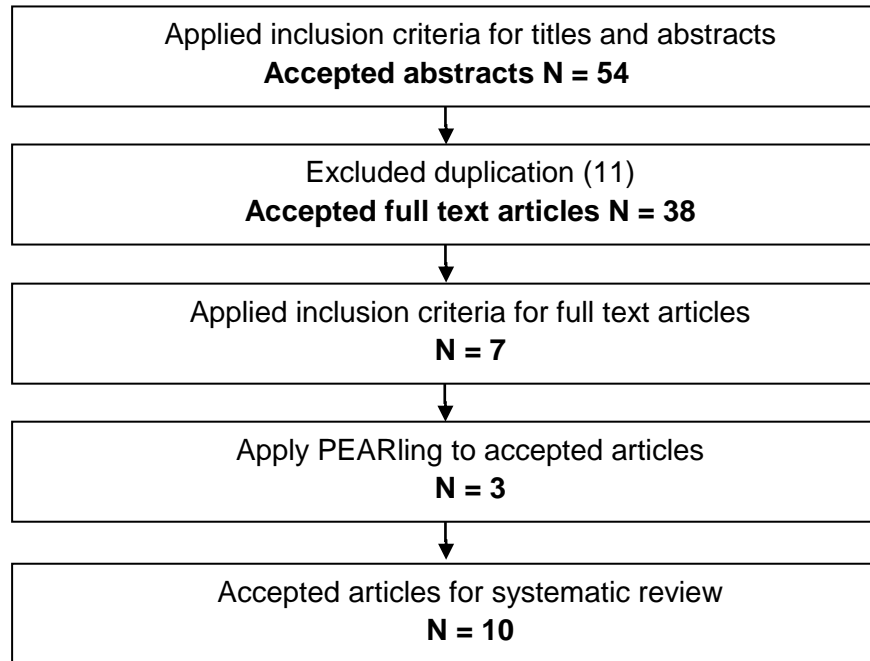 Applied inclusion criteria for titles and abstracts
Accepted abstracts N = 54
Excluded duplication (11)
Accepted full text articles N = 38
Applied inclusion criteria for full text articles
N = 7
Apply PEARling to accepted articles
N = 3
Accepted articles for systematic review
N = 10